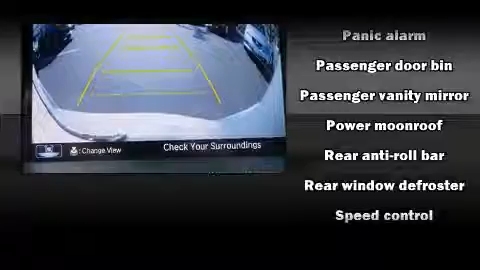 : Change View
Check Your Surroundings
Panic alarm
Passenger door bin
Passenger vanity mirror
Power moonroof
Rear anti-roll bar
Rear window defroster
Speed control